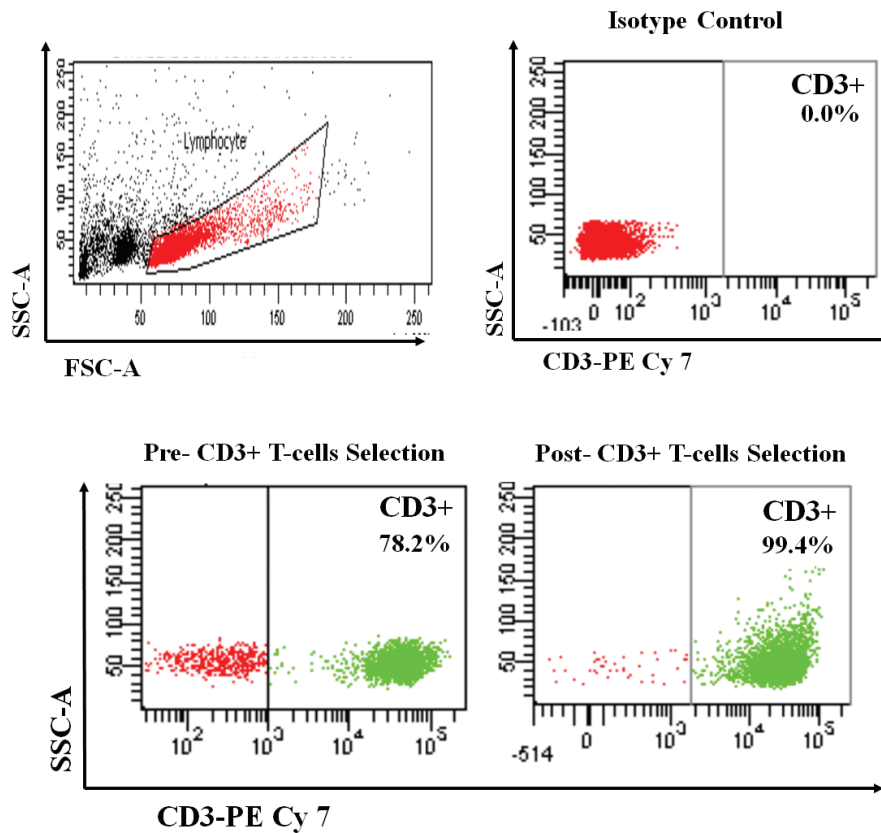 Isotype Control
SSC-A
50 100 150 200 250
Lymphocyte
50 100 150 200 250
FSC-A
SSC-A
50 100 150 200 250
CD3+
0.0%
-103 0 10² 10³ 10⁴ 10⁵
CD3-PE Cy 7
Pre- CD3+ T-cells Selection
Post- CD3+ T-cells Selection
SSC-A
50 100 150 200 250
CD3+
78.2%
10² 10³ 10⁴ 10⁵
50 100 150 200 250
CD3+
99.4%
-514 0 10³ 10⁴ 10⁵
CD3-PE Cy 7